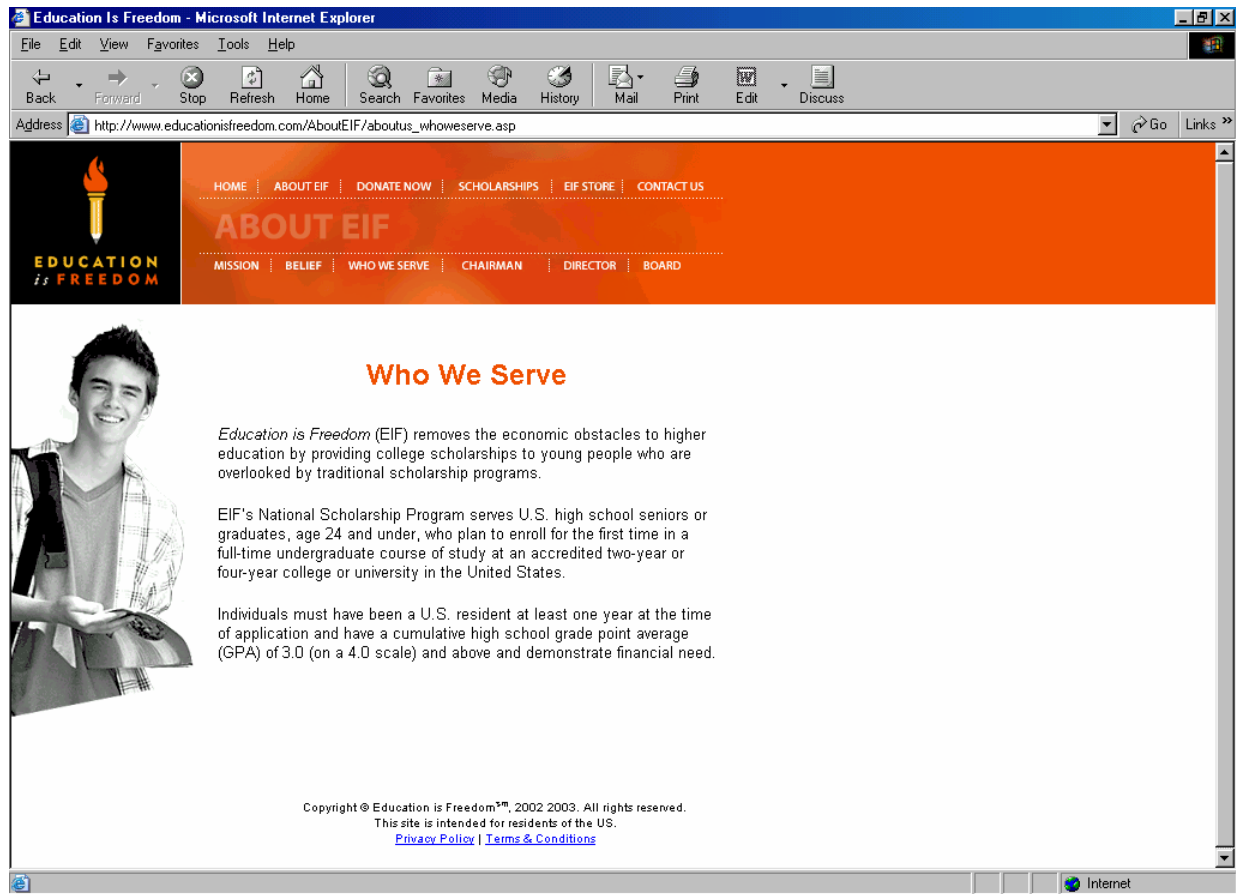 Education Is Freedom - Microsoft Internet Explorer
File Edit View Favorites Tools Help
Back Forward Stop Refresh Home Search Favorites Media History Mail Print Edit Discuss
Address http://www.educationisfreedom.com/AboutEIF/aboutus_whoweserve.asp Go Links »
HOME ABOUT EIF DONATE NOW SCHOLARSHIPS EIF STORE CONTACT US
ABOUT EIF
EDUCATION
is FREEDOM
MISSION BELIEF WHO WE SERVE CHAIRMAN DIRECTOR BOARD
Who We Serve
Education is Freedom (EIF) removes the economic obstacles to higher
education by providing college scholarships to young people who are
overlooked by traditional scholarship programs.
EIF's National Scholarship Program serves U.S. high school seniors or
graduates, age 24 and under, who plan to enroll for the first time in a
full-time undergraduate course of study at an accredited two-year or
four-year college or university in the United States.
Individuals must have been a U.S. resident at least one year at the time
of application and have a cumulative high school grade point average
(GPA) of 3.0 (on a 4.0 scale) and above and demonstrate financial need.
Copyright © Education is Freedom℠, 2002 2003. All rights reserved.
This site is intended for residents of the US.
Privacy Policy | Terms & Conditions
Internet